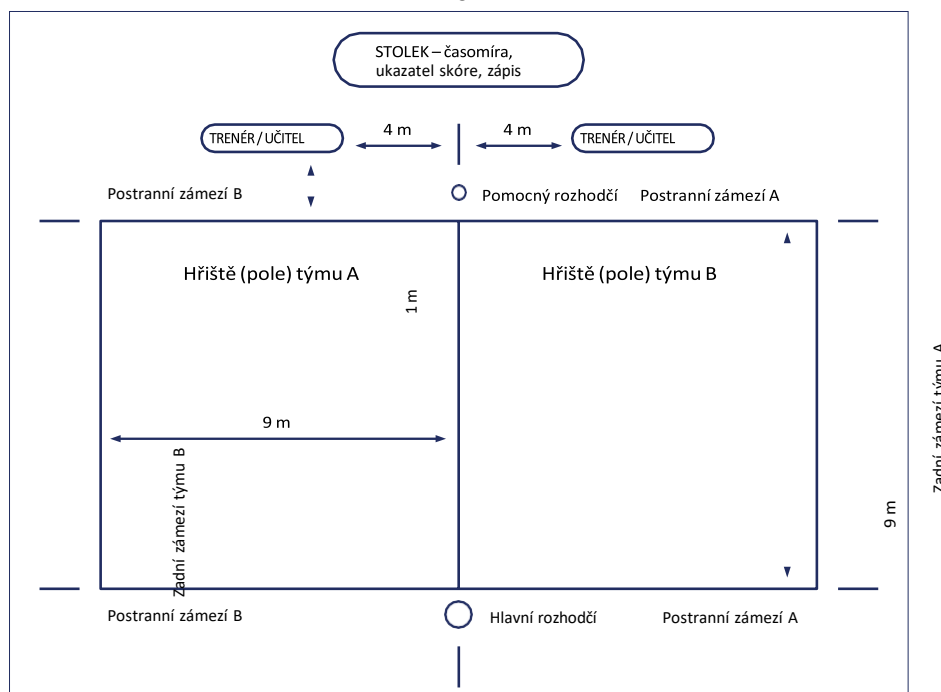 STOLEK – časomíra,
ukazatel skóre, zápis
TRENÉR / UČITEL
4 m
4 m
TRENÉR / UČITEL
Postranní zámezí B
Pomocný rozhodčí
Postranní zámezí A
Hřiště (pole) týmu A
Hřiště (pole) týmu B
1 m
9 m
Zadní zámezí týmu B
9 m
Zadní zámezí týmu A
Postranní zámezí B
Hlavní rozhodčí
Postranní zámezí A